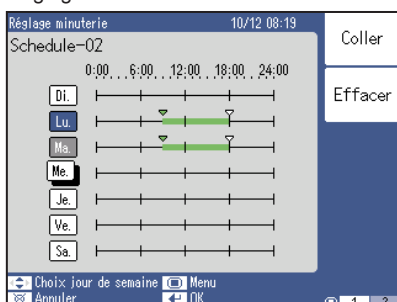 Réglage minuterie 10/12 08:19
Schedule-02
Coller
Effacer
0:00...6:00...12:00...18:00...24:00
Di.
Lu.
Ma.
Me.
Je.
Ve.
Sa.
Choix jour de semaine Menu
Annuler OK 1 2